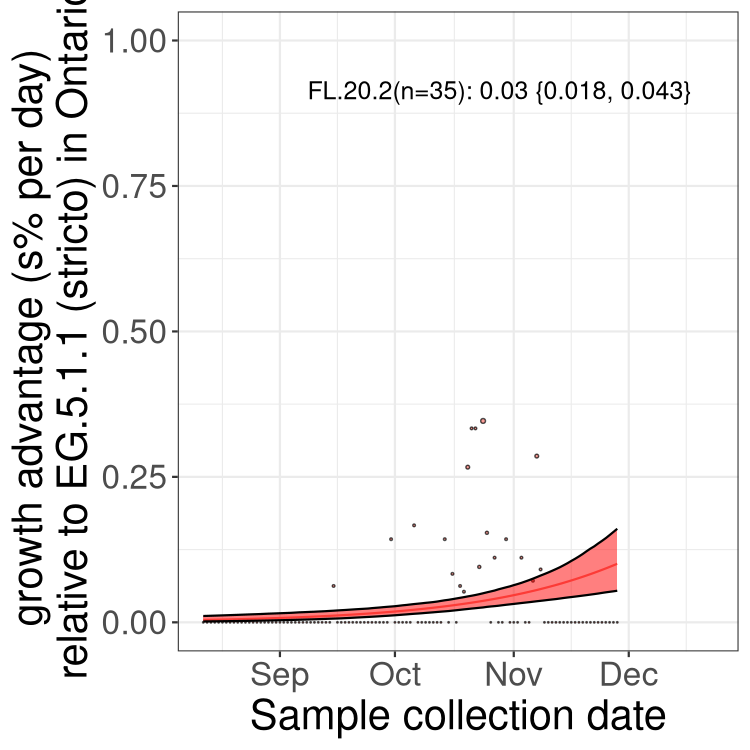 growth advantage (s% per day)
relative to EG.5.1.1 (stricto) in Ontario
1.00
0.75
0.50
0.25
0.00
FL.20.2(n=35): 0.03 {0.018, 0.043}
Sep Oct Nov Dec
Sample collection date